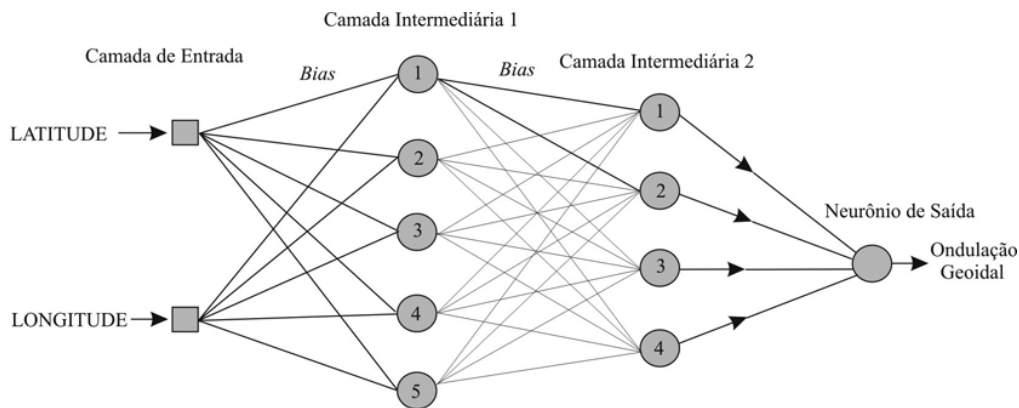 Camada Intermediária 1
Camada de Entrada
Bias
Bias
Camada Intermediária 2
LATITUDE
LONGITUDE
1
2
3
4
5
1
2
3
4
Neurônio de Saída
Ondulação
Geoidal